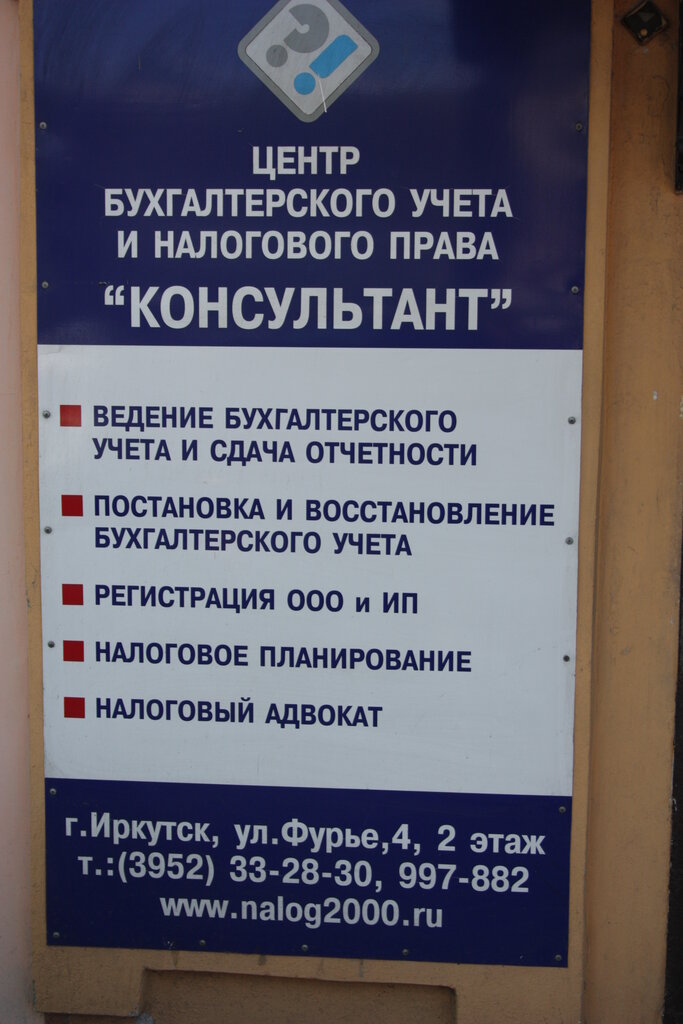 ЦЕНТР
БУХГАЛТЕРСКОГО УЧЕТА
И НАЛОГОВОГО ПРАВА
“КОНСУЛЬТАНТ”
ВЕДЕНИЕ БУХГАЛТЕРСКОГО
УЧЕТА И СДАЧА ОТЧЕТНОСТИ
ПОСТАНОВКА И ВОССТАНОВЛЕНИЕ
БУХГАЛТЕРСКОГО УЧЕТА
РЕГИСТРАЦИЯ ООО и ИП
НАЛОГОВОЕ ПЛАНИРОВАНИЕ
НАЛОГОВЫЙ АДВОКАТ
г.Иркутск, ул.Фурье,4, 2 этаж
т.:(3952) 33-28-30, 997-882
www.nalog2000.ru